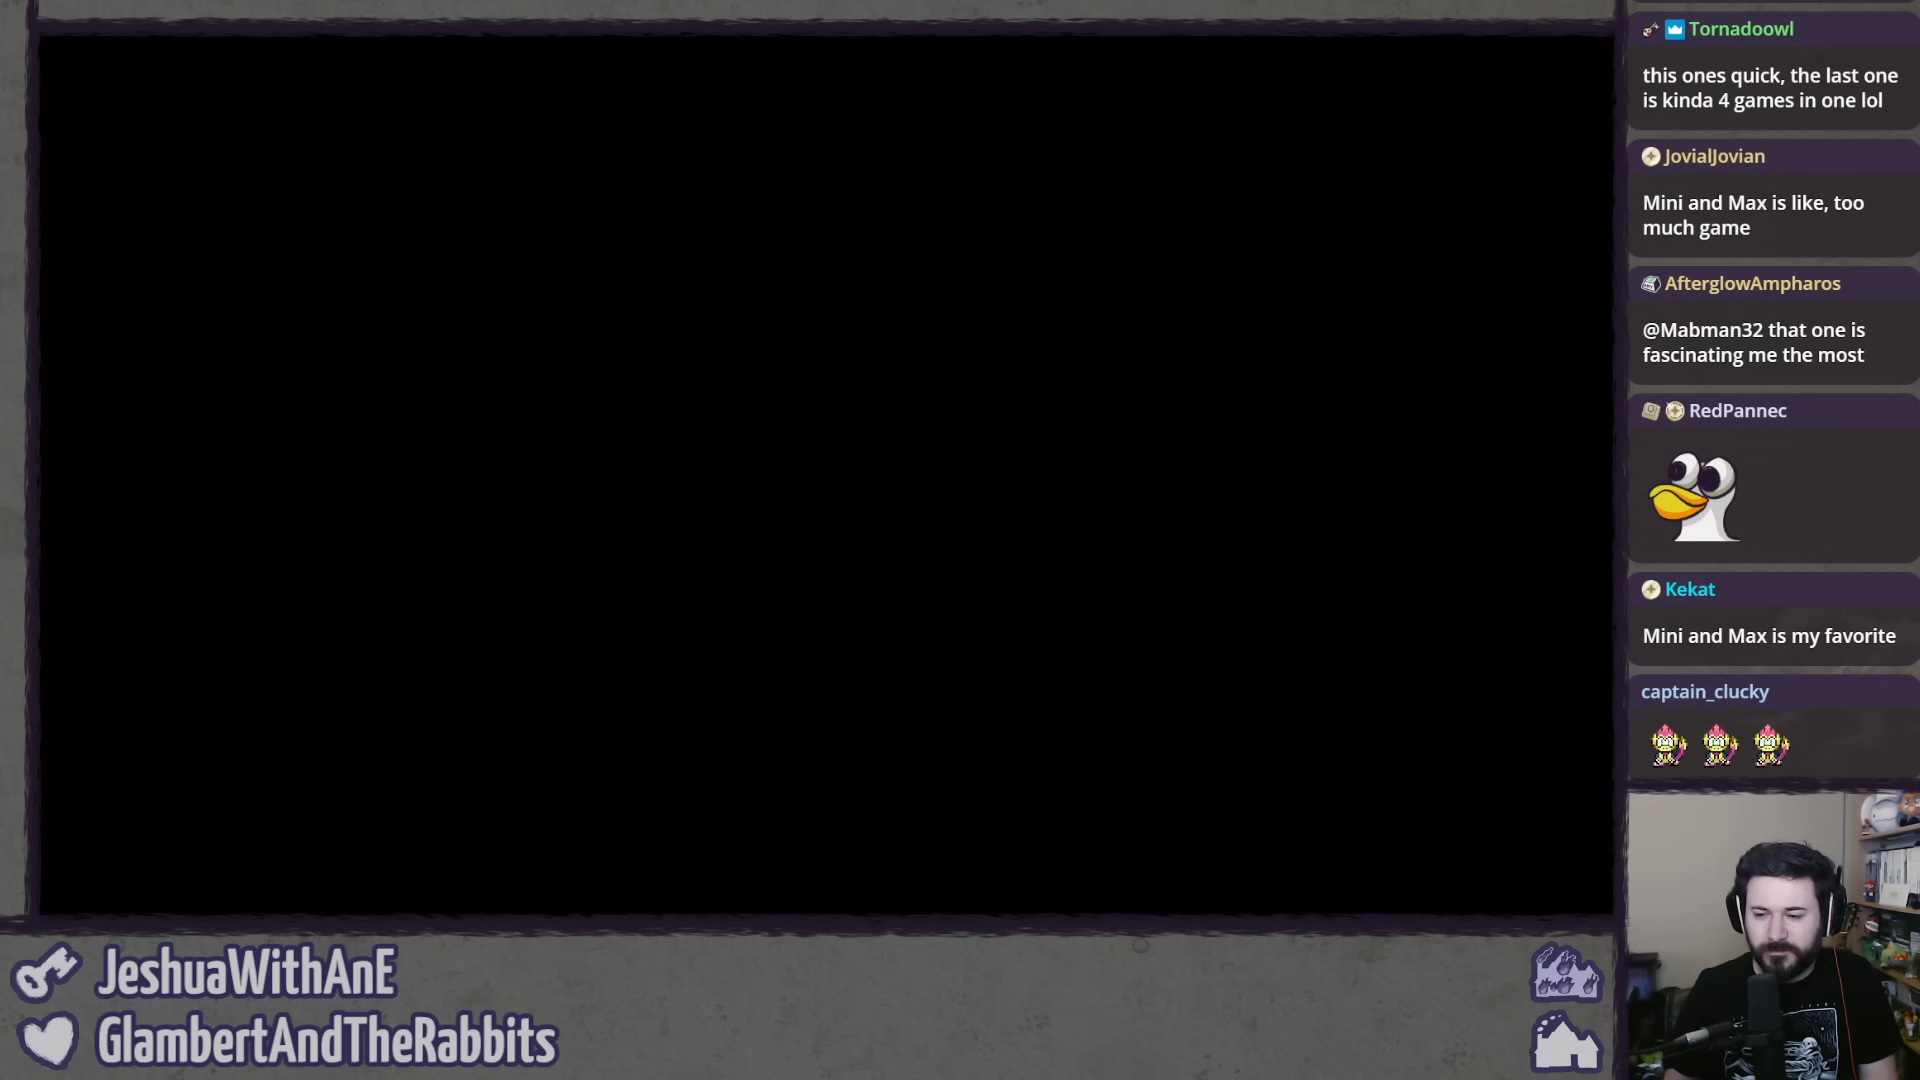 Tornadoowl
this ones quick, the last one
is kinda 4 games in one lol
JovialJovian
Mini and Max is like, too
much game
AfterglowAmpharos
@Mabman32 that one is
fascinating me the most
RedPannec
Kekat
Mini and Max is my favorite
captain_clucky
JeshuaWithAnE
GlambertAndTheRabbits